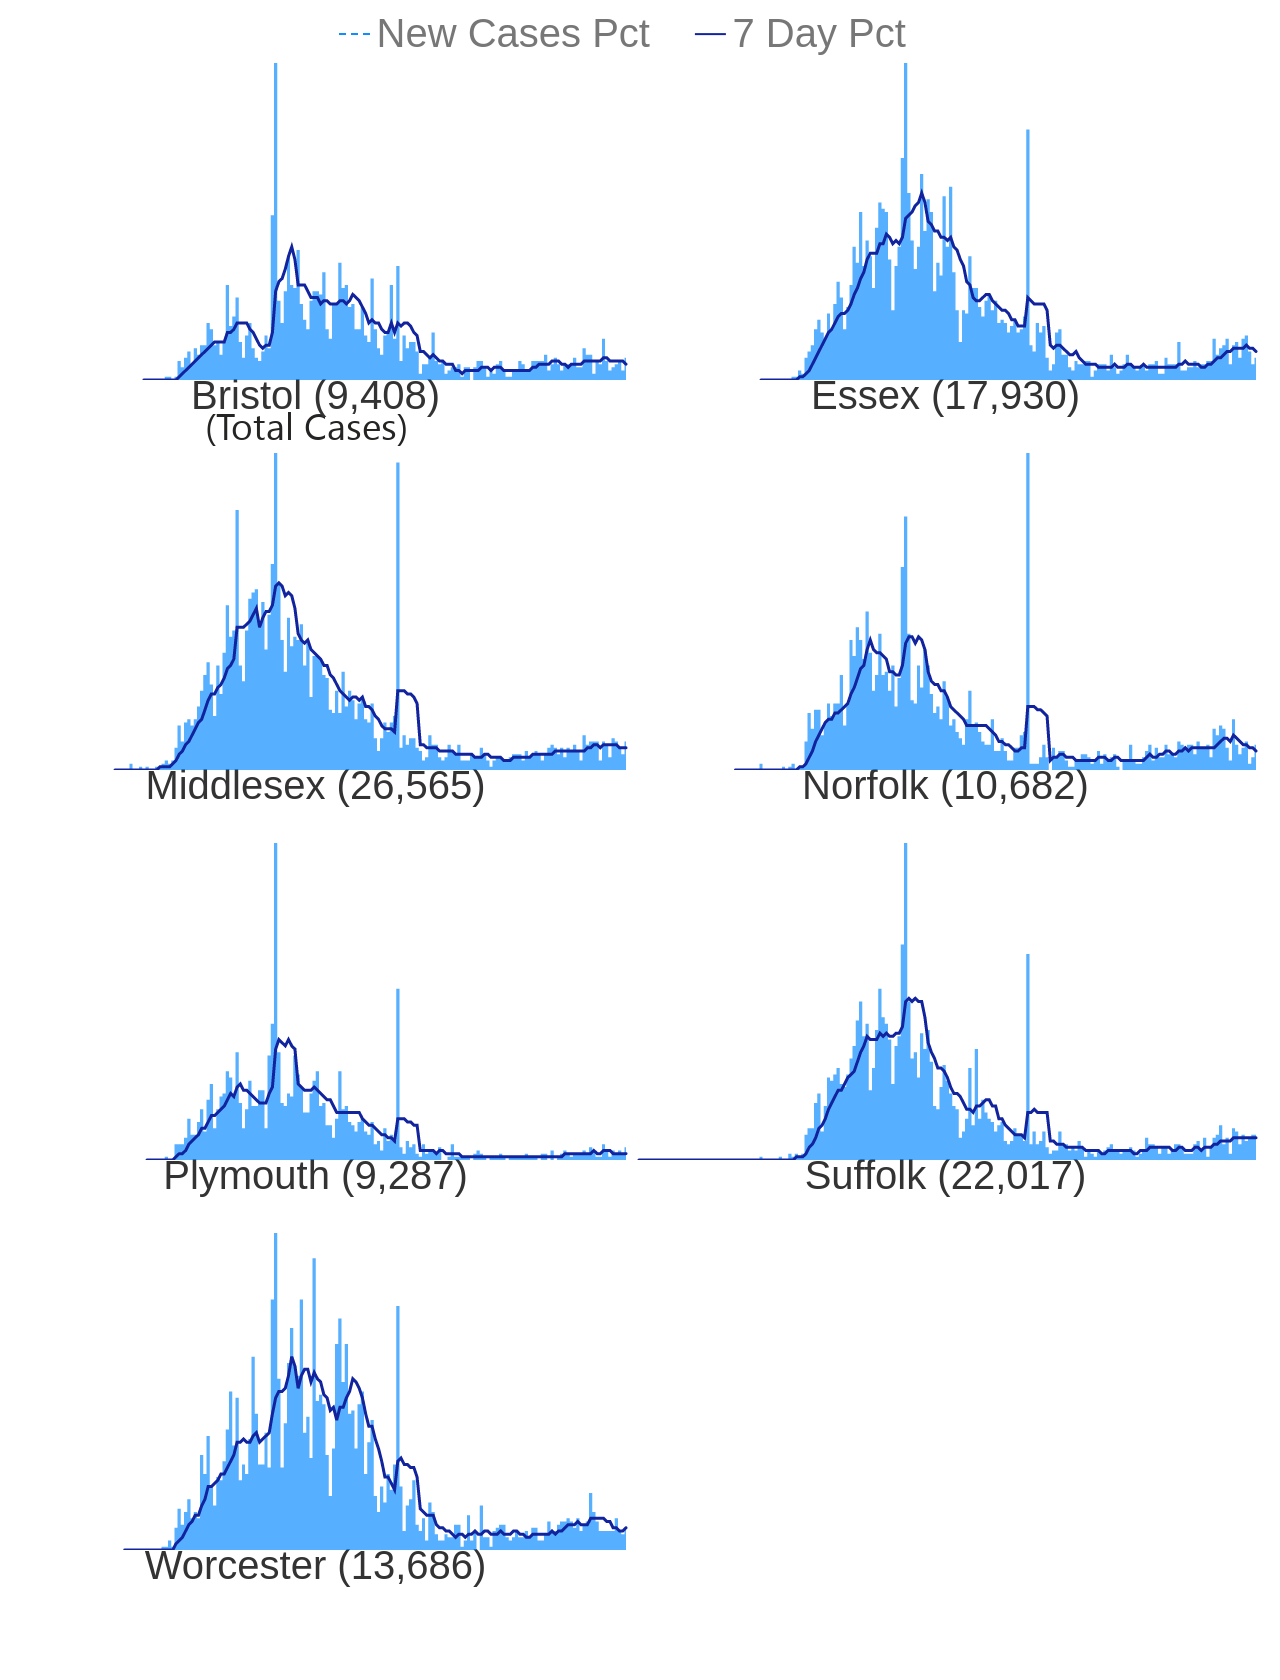 New Cases Pct 7 Day Pct
Bristol (9,408) Essex (17,930)
(Total Cases)
Middlesex (26,565) Norfolk (10,682)
Plymouth (9,287) Suffolk (22,017)
Worcester (13,686)